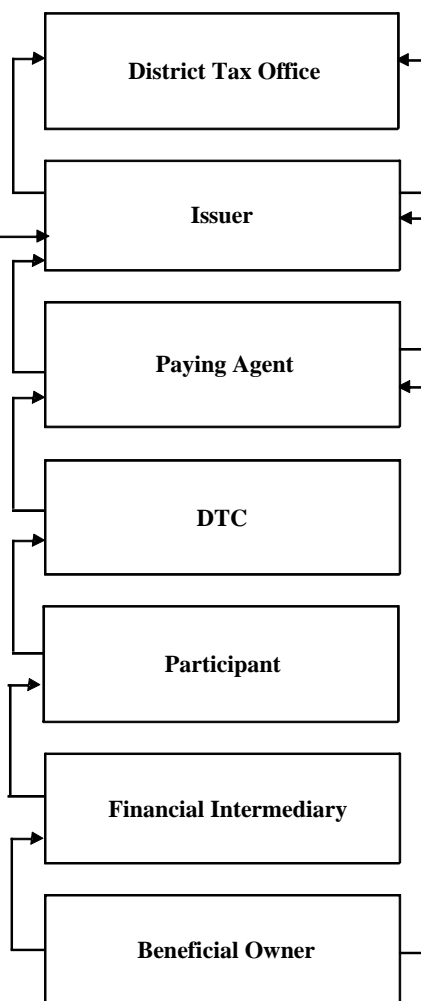 District Tax Office
Issuer
Paying Agent
DTC
Participant
Financial Intermediary
Beneficial Owner